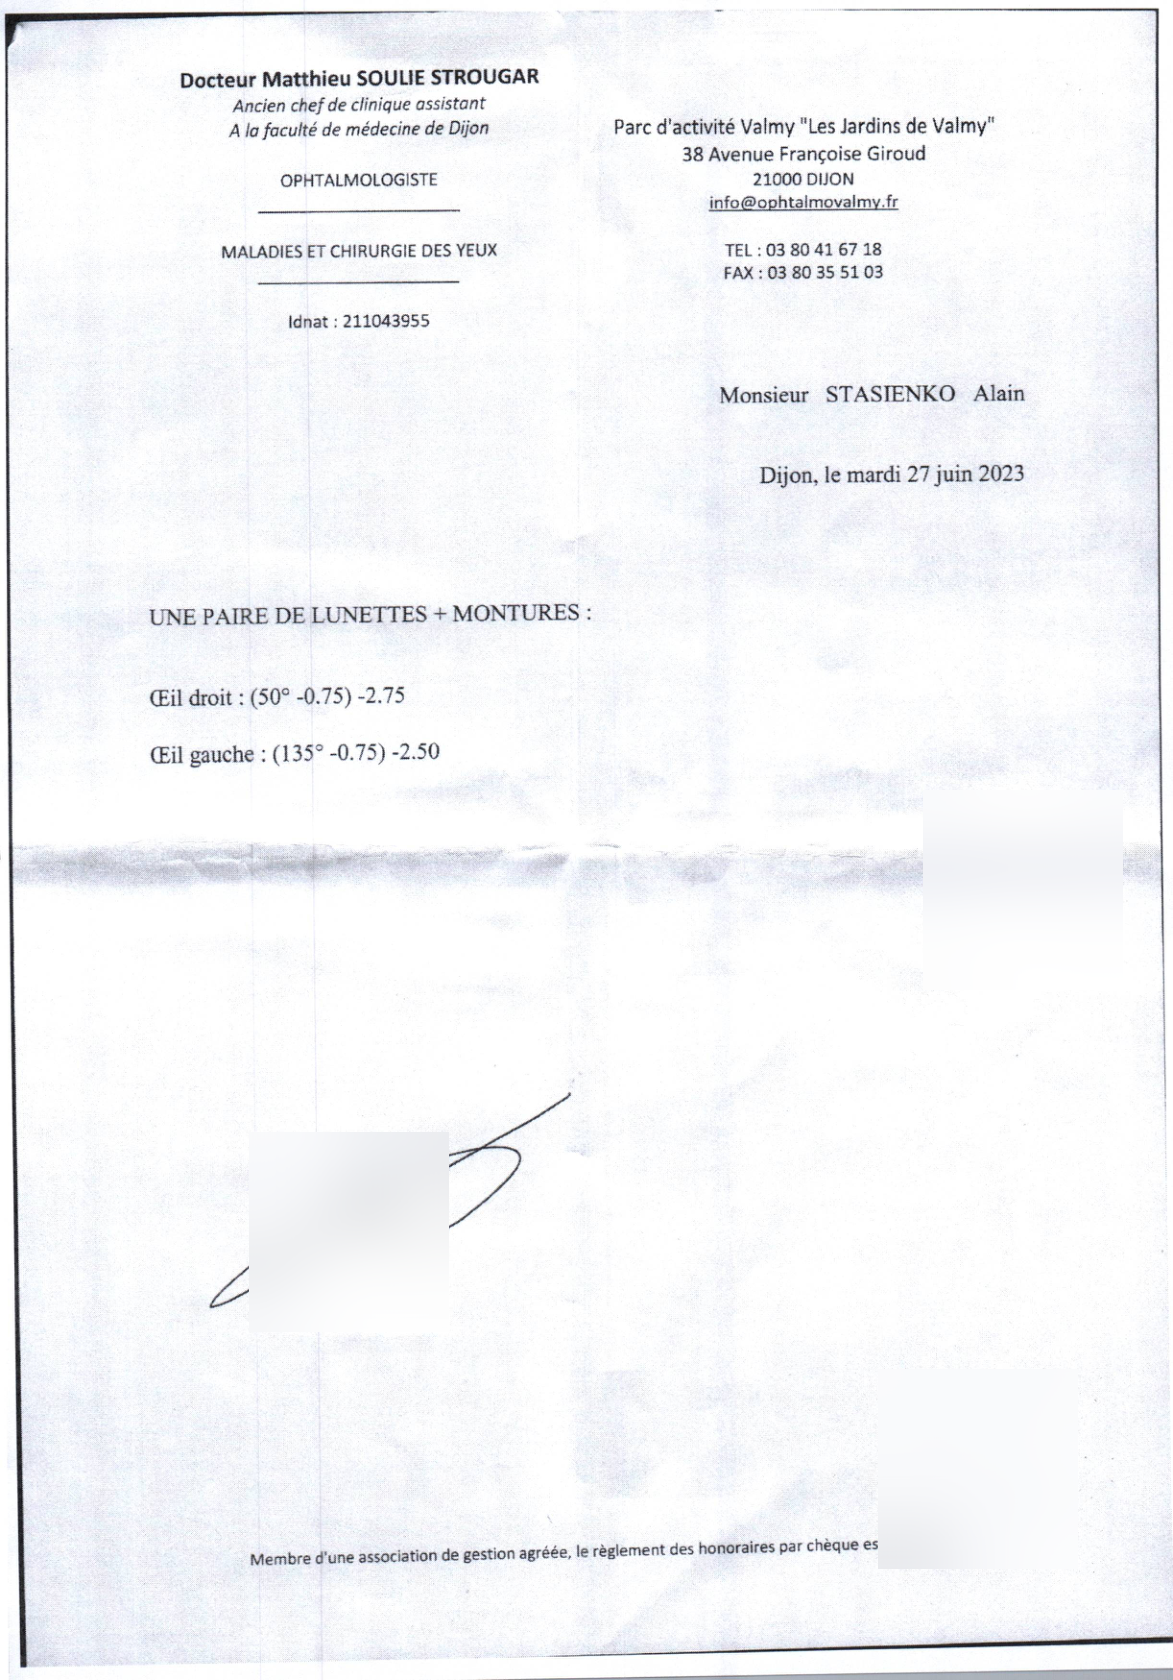 Docteur Matthieu SOULIE STROUGAR
Ancien chef de clinique assistant
A la faculté de médecine de Dijon
OPHTALMOLOGISTE
MALADIES ET CHIRURGIE DES YEUX
Idnat : 211043955
Parc d'activité Valmy "Les Jardins de Valmy"
38 Avenue Françoise Giroud
21000 DIJON
info@ophtalmovalmy.fr
TEL : 03 80 41 67 18
FAX : 03 80 35 51 03
Monsieur STASIENKO Alain
Dijon, le mardi 27 juin 2023
UNE PAIRE DE LUNETTES + MONTURES :
Œil droit : (50° -0.75) -2.75
Œil gauche : (135° -0.75) -2.50
Membre d'une association de gestion agréée, le règlement des honoraires par chèque es